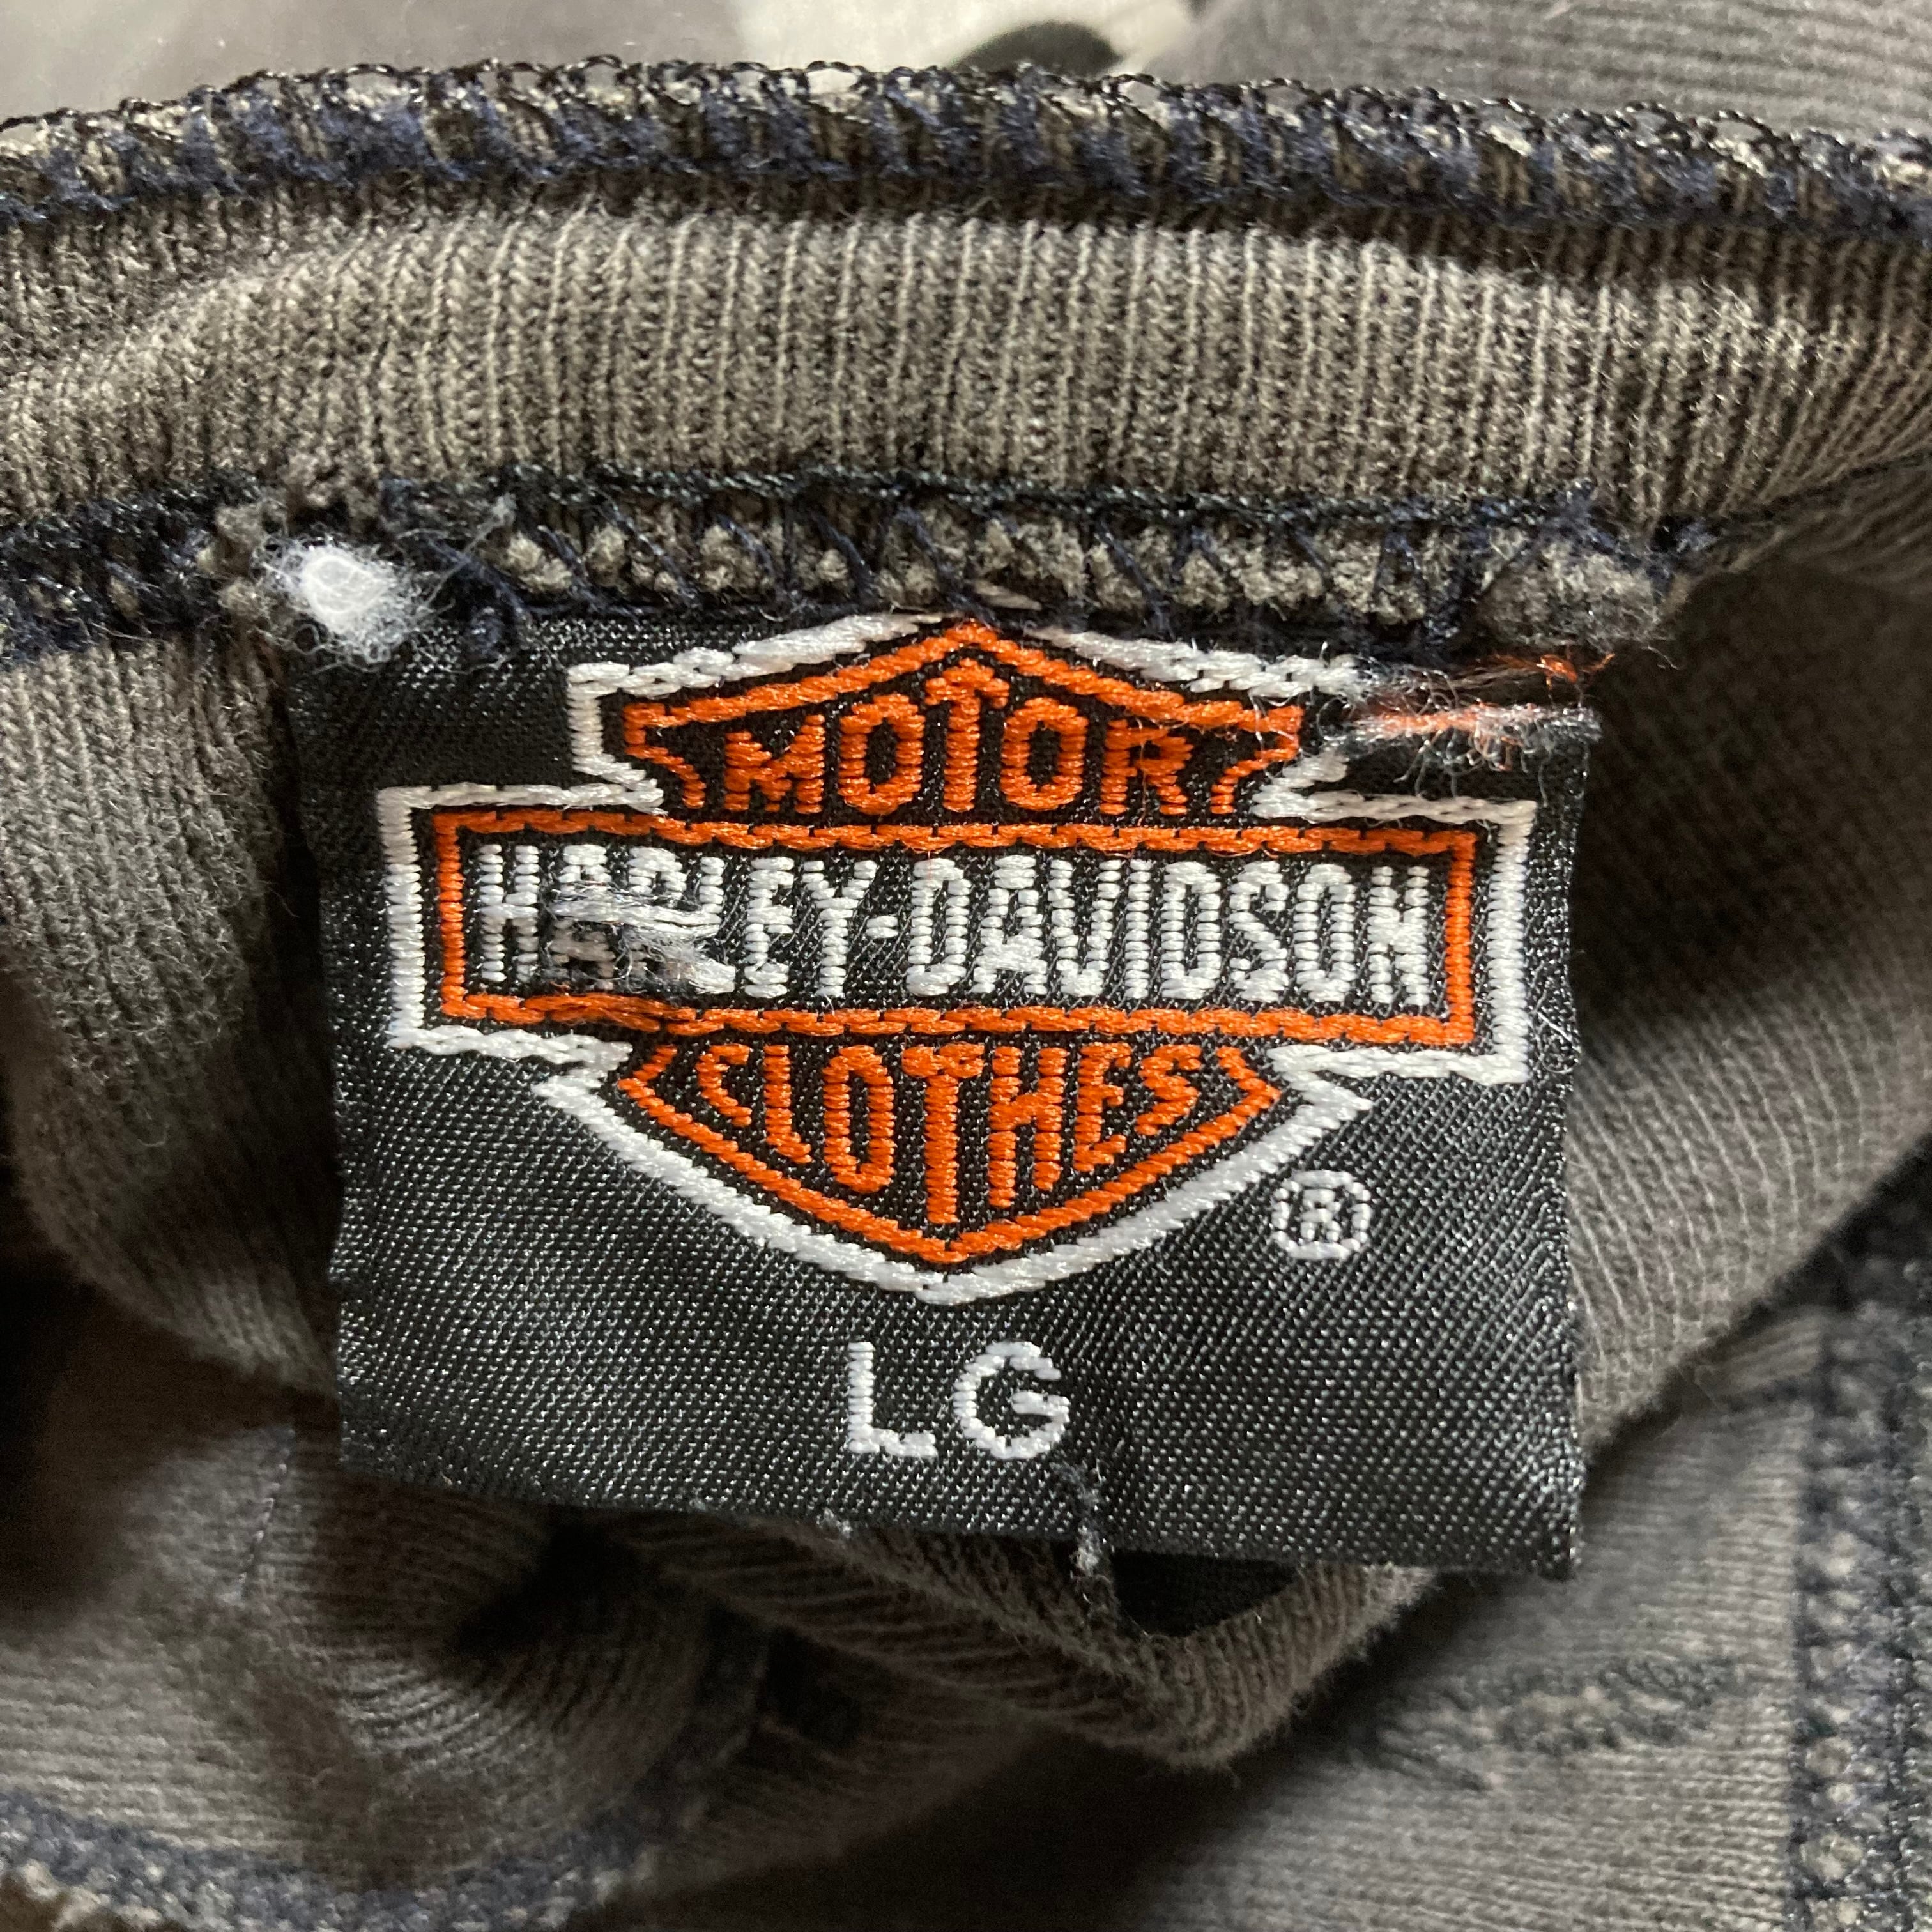 MOTOR
HARLEY-DAVIDSON
CLOTHES
®
LG